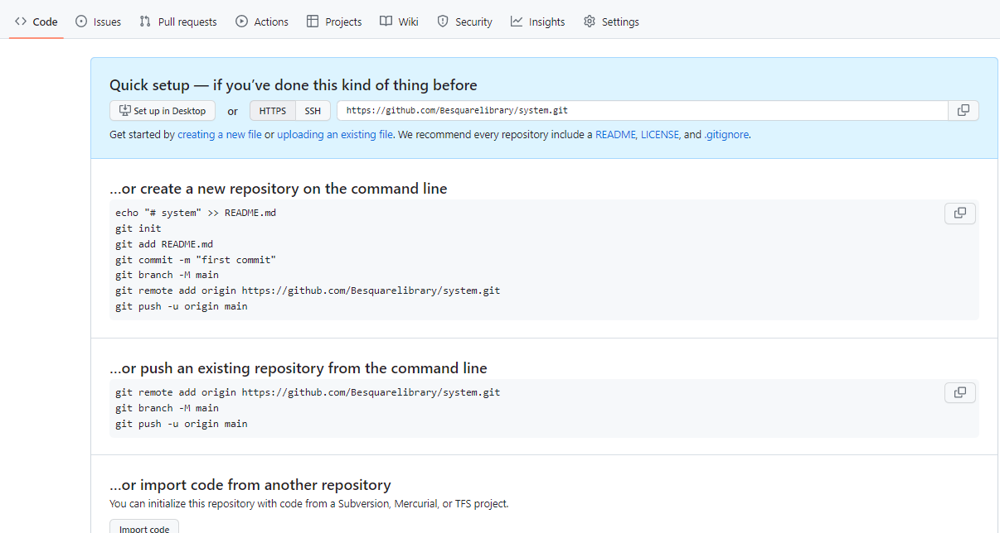 Code Issues Pull requests Actions Projects Wiki Security Insights Settings
Quick setup — if you’ve done this kind of thing before
Set up in Desktop or HTTPS SSH https://github.com/Besquarelibrary/system.git
Get started by creating a new file or uploading an existing file. We recommend every repository include a README, LICENSE, and .gitignore.
…or create a new repository on the command line
echo "# system" >> README.md
git init
git add README.md
git commit -m "first commit"
git branch -M main
git remote add origin https://github.com/Besquarelibrary/system.git
git push -u origin main
…or push an existing repository from the command line
git remote add origin https://github.com/Besquarelibrary/system.git
git branch -M main
git push -u origin main
…or import code from another repository
You can initialize this repository with code from a Subversion, Mercurial, or TFS project.
Import code